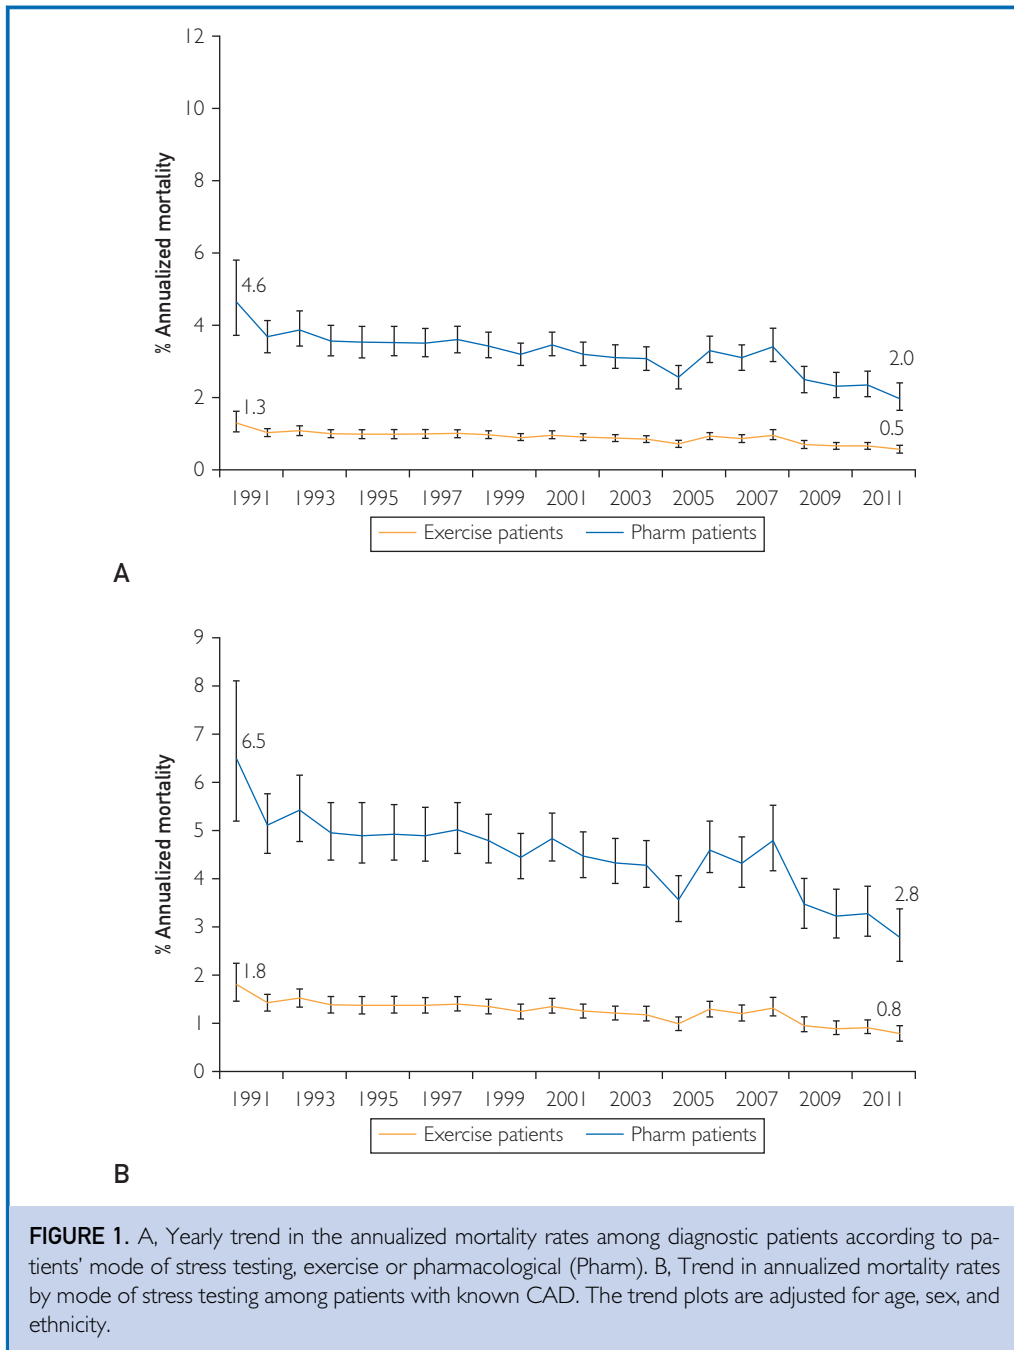 12
10
8
6
4
2
0
% Annualized mortality
4.6
1.3
2.0
0.5
1991 1993 1995 1997 1999 2001 2003 2005 2007 2009 2011
Exercise patients Pharm patients
A
9
8
7
6
5
4
3
2
1
0
% Annualized mortality
6.5
1.8
2.8
0.8
1991 1993 1995 1997 1999 2001 2003 2005 2007 2009 2011
Exercise patients Pharm patients
B
FIGURE 1. A, Yearly trend in the annualized mortality rates among diagnostic patients according to pa-
tients' mode of stress testing, exercise or pharmacological (Pharm). B, Trend in annualized mortality rates
by mode of stress testing among patients with known CAD. The trend plots are adjusted for age, sex, and
ethnicity.